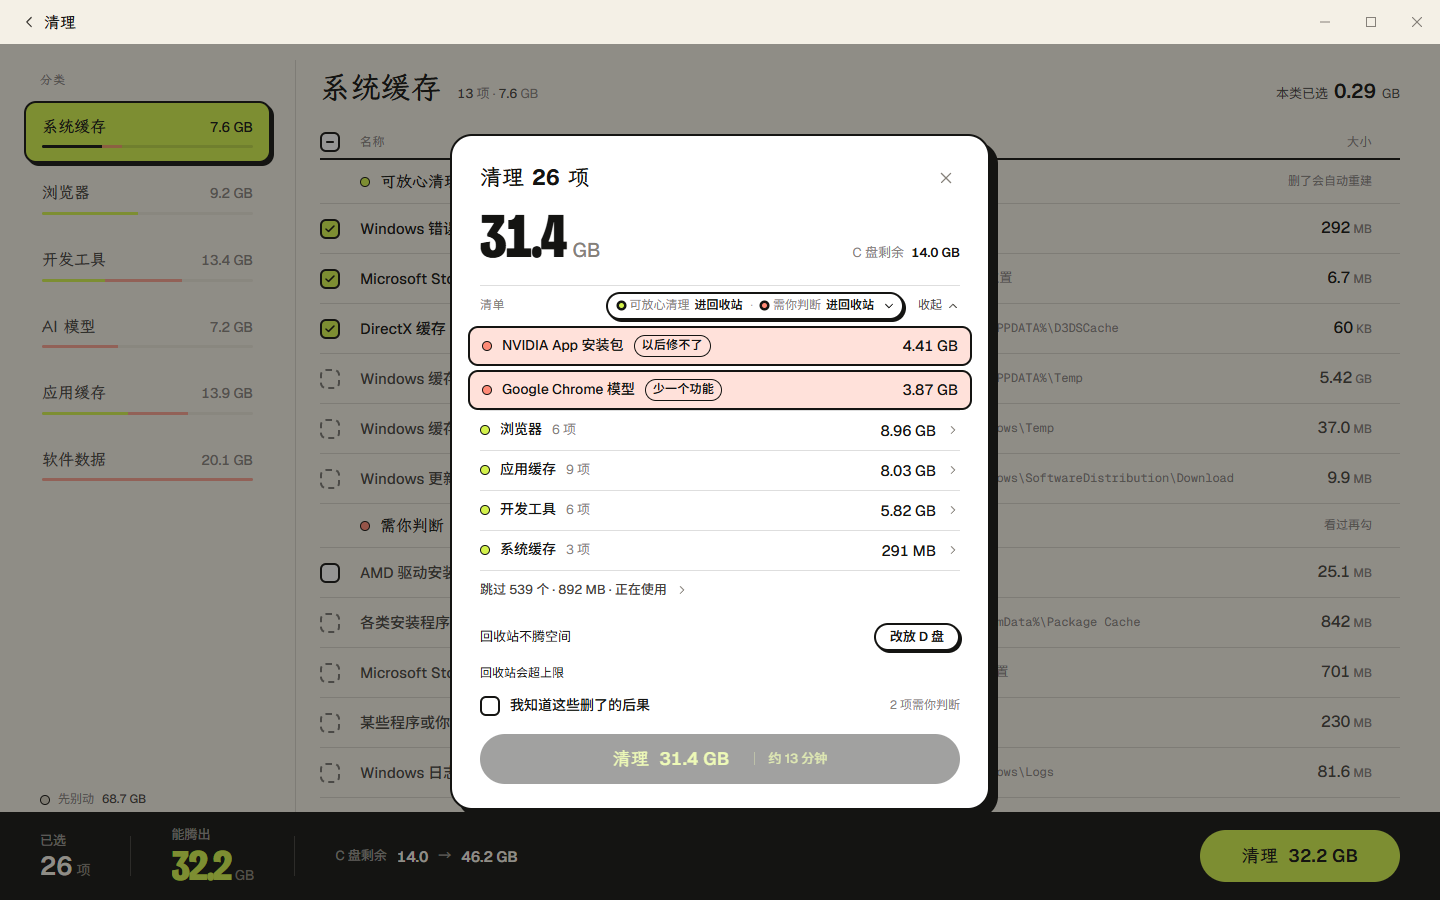 清理
分类
系统缓存 7.6 GB
浏览器 9.2 GB
开发工具 13.4 GB
AI 模型 7.2 GB
应用缓存 13.9 GB
软件数据 20.1 GB
先别动 68.7 GB
系统缓存 13 项 · 7.6 GB
本类已选 0.29 GB
名称 大小
可放心清理 删了会自动重建
Windows 错误 292 MB
Microsoft Sto 置 6.7 MB
DirectX 缓存 PPDATA%\D3DSCache 60 KB
Windows 缓存 PPDATA%\Temp 5.42 GB
Windows 缓存 ows\Temp 37.0 MB
Windows 更新 ows\SoftwareDistribution\Download 9.9 MB
需你判断 看过再勾
AMD 驱动安装 25.1 MB
各类安装程序 mData%\Package Cache 842 MB
Microsoft Sto 置 701 MB
某些程序或你 230 MB
Windows 日志 ows\Logs 81.6 MB
清理 26 项
31.4 GB
C 盘剩余 14.0 GB
清单 可放心清理 进回收站 · 需你判断 进回收站 收起
NVIDIA App 安装包 以后修不了 4.41 GB
Google Chrome 模型 少一个功能 3.87 GB
浏览器 6 项 8.96 GB
应用缓存 9 项 8.03 GB
开发工具 6 项 5.82 GB
系统缓存 3 项 291 MB
跳过 539 个 · 892 MB · 正在使用
回收站不腾空间 改放 D 盘
回收站会超上限
我知道这些删了的后果 2 项需你判断
清理 31.4 GB 约 13 分钟
已选
26 项
能腾出
32.2 GB
C 盘剩余 14.0 → 46.2 GB
清理 32.2 GB